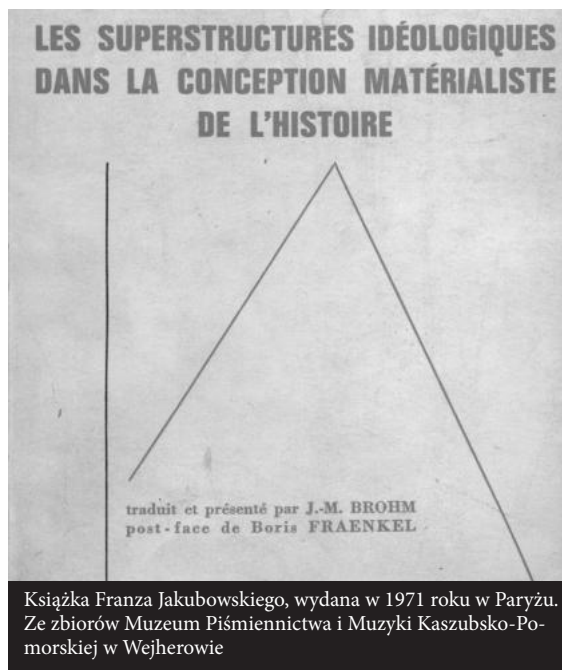 LES SUPERSTRUCTURES IDÉOLOGIQUES
DANS LA CONCEPTION MATÉRIALISTE
DE L'HISTOIRE
traduit et présenté par J.-M. BROHM
post-face de Boris FRAENKEL
Książka Franza Jakubowskiego, wydana w 1971 roku w Paryżu.
Ze zbiorów Muzeum Piśmiennictwa i Muzyki Kaszubsko-Po-
morskiej w Wejherowie